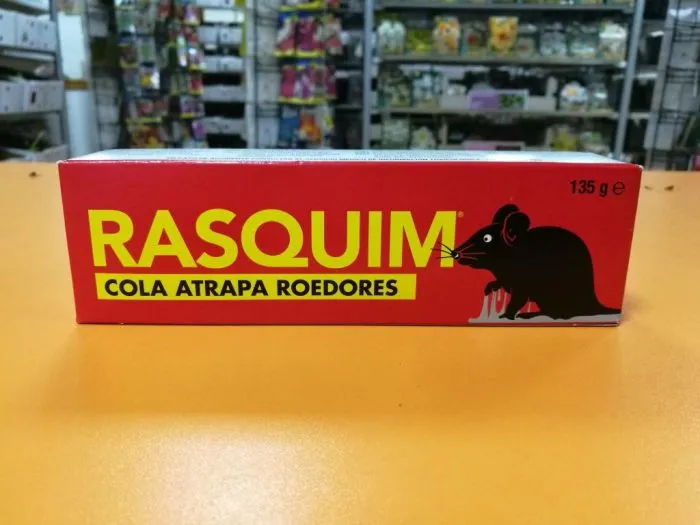 135 g ℮
RASQUIM®
COLA ATRAPA ROEDORES